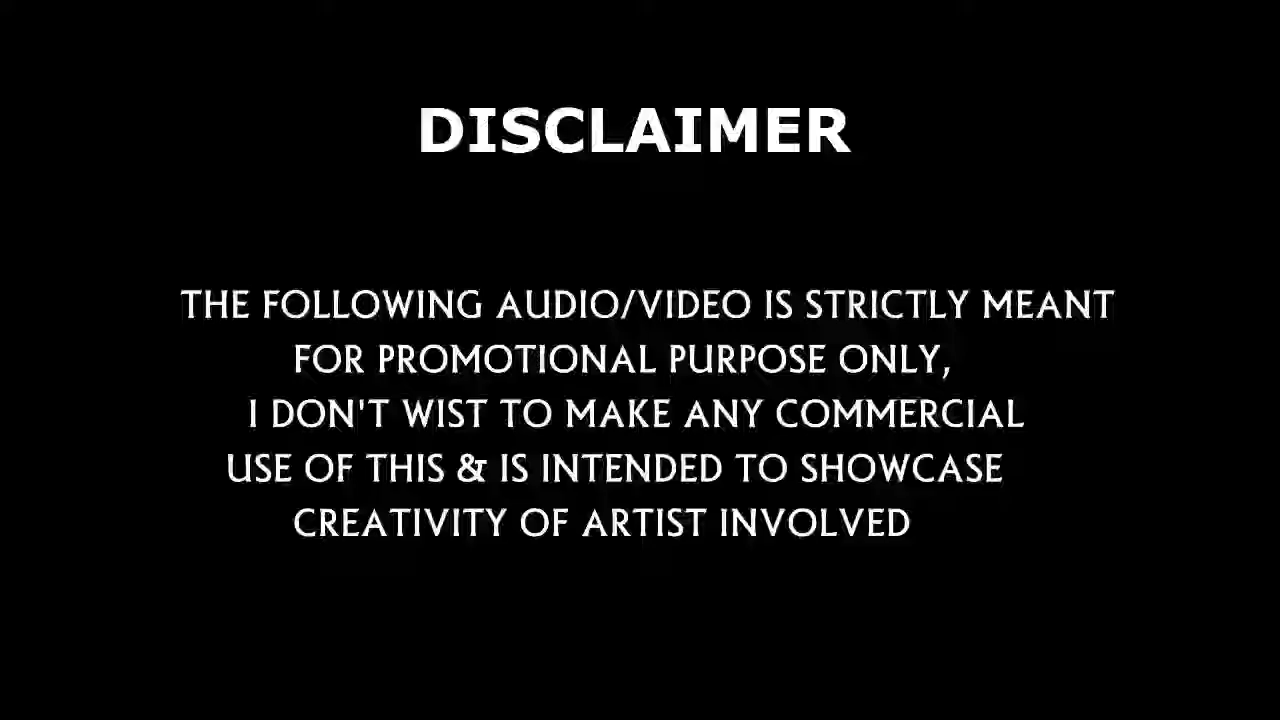 DISCLAIMER
THE FOLLOWING AUDIO/VIDEO IS STRICTLY MEANT
FOR PROMOTIONAL PURPOSE ONLY,
I DON'T WIST TO MAKE ANY COMMERCIAL
USE OF THIS & IS INTENDED TO SHOWCASE
CREATIVITY OF ARTIST INVOLVED